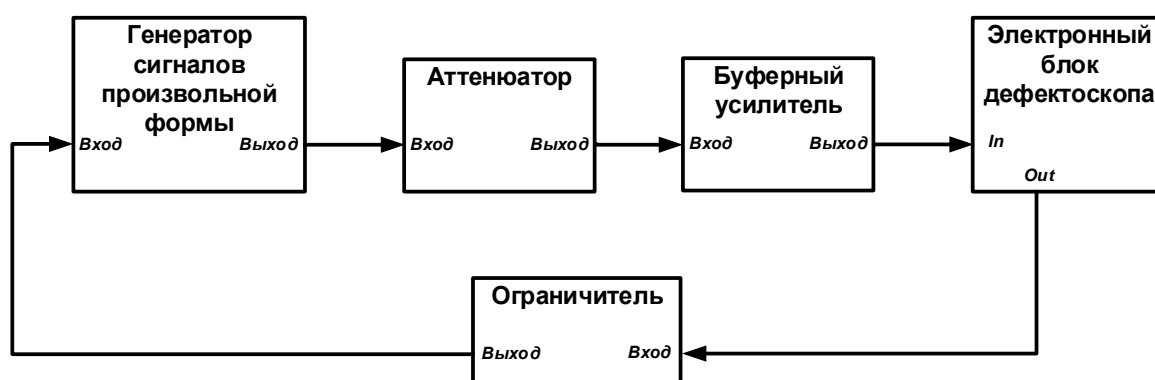 Генератор
сигналов
произвольной
формы
Вход
Выход
Аттенюатор
Вход
Выход
Буферный
усилитель
Вход
Выход
Электронный
блок
дефектоскопа
In
Out
Ограничитель
Выход
Вход